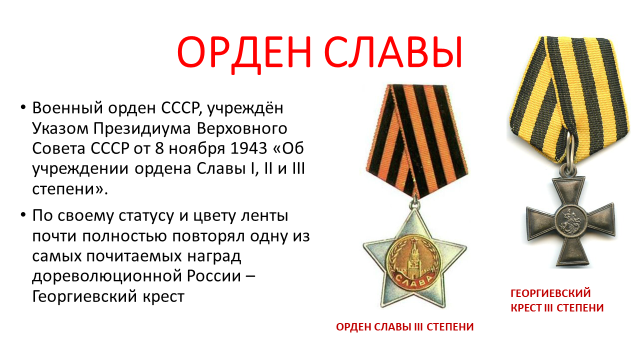 ОРДЕН СЛАВЫ
• Военный орден СССР, учреждён
Указом Президиума Верховного
Совета СССР от 8 ноября 1943 «Об
учреждении ордена Славы I, II и III
степени».
• По своему статусу и цвету ленты
почти полностью повторял одну из
самых почитаемых наград
дореволюционной России –
Георгиевский крест
СЛАВА
ОРДЕН СЛАВЫ III СТЕПЕНИ
ГЕОРГИЕВСКИЙ
КРЕСТ III СТЕПЕНИ